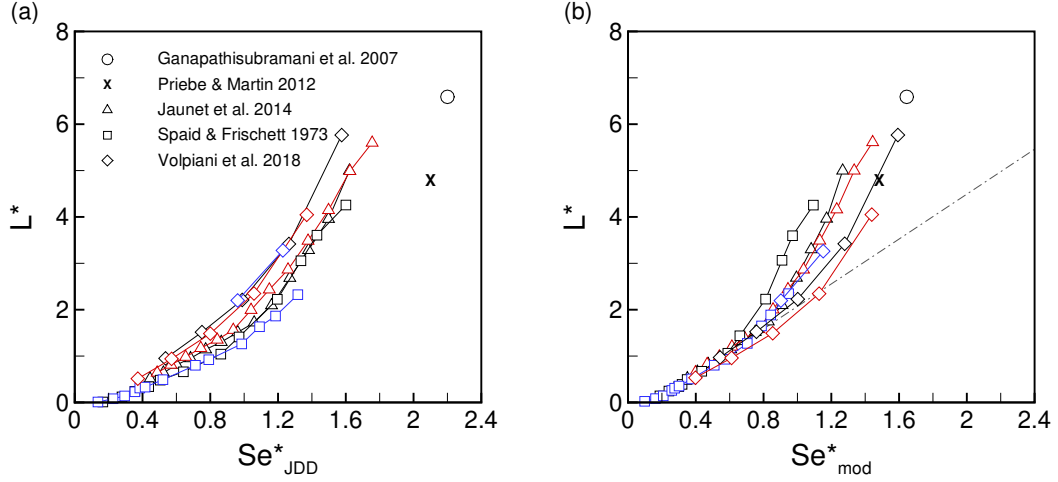 (a)
8
6
4
2
0
L*
0 0.4 0.8 1.2 1.6 2 2.4
Se*JDD
Ganapathisubramani et al. 2007
Priebe & Martin 2012
Jaunet et al. 2014
Spaid & Frischett 1973
Volpiani et al. 2018
(b)
8
6
4
2
0
L*
0 0.4 0.8 1.2 1.6 2 2.4
Se*mod